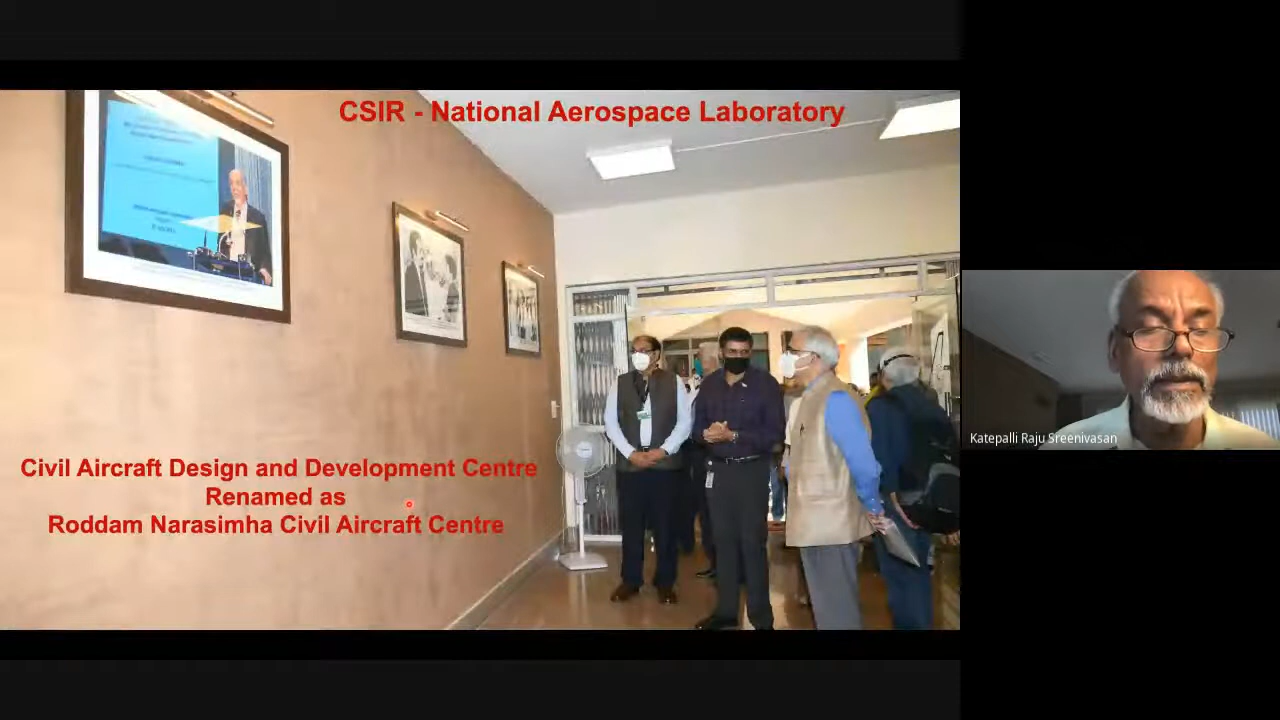 CSIR - National Aerospace Laboratory
Civil Aircraft Design and Development Centre
Renamed as
Roddam Narasimha Civil Aircraft Centre
Katepalli Raju Sreenivasan